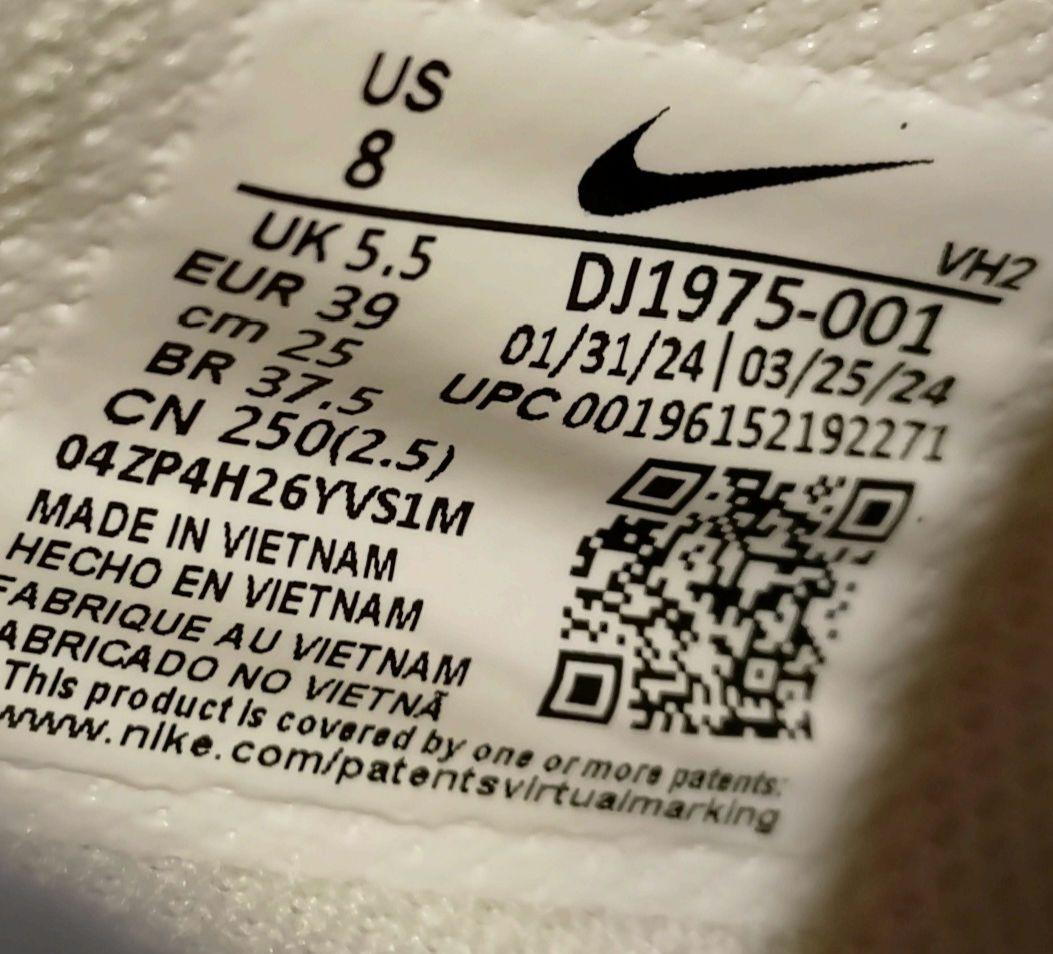 US
8
VH2
UK 5.5
EUR 39
cm 25
BR 37.5
CN 250(2.5)
04ZP4H26YVS1M
DJ1975-001
01/31/24|03/25/24
UPC 00196152192271
MADE IN VIETNAM
HECHO EN VIETNAM
FABRIQUE AU VIETNAM
ABRICADO NO VIETNÃ
This product is covered by one or more patents:
www.nike.com/patentsvirtualmarking